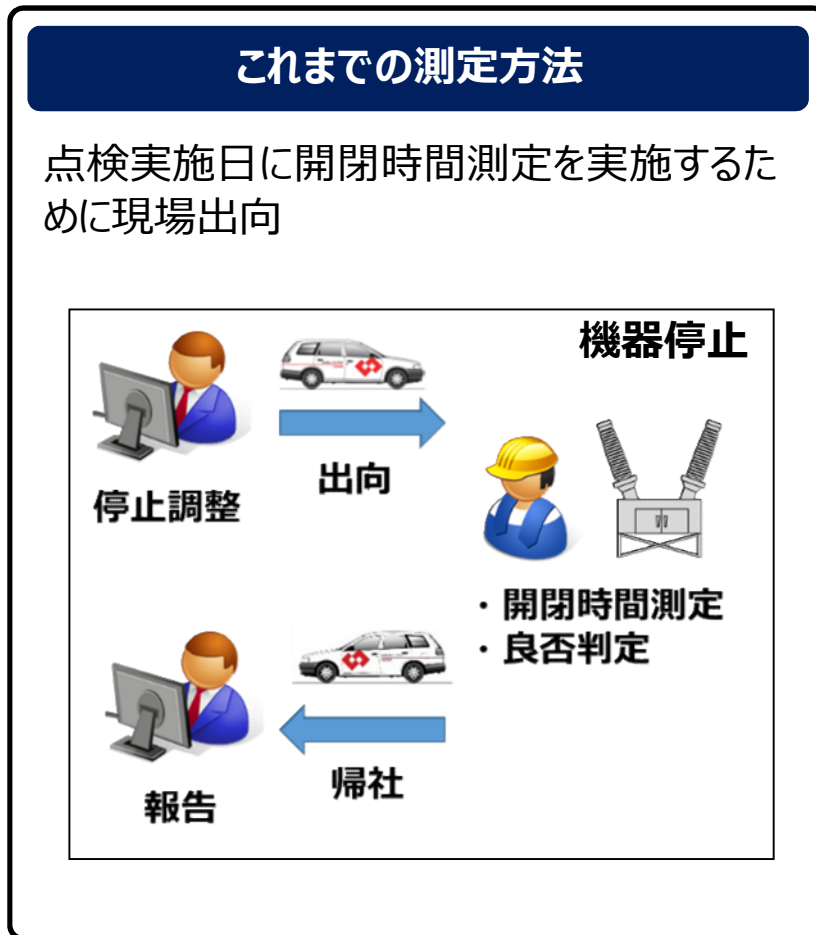 これまでの測定方法
点検実施日に開閉時間測定を実施するた
めに現場出向
機器停止
出向
停止調整
・開閉時間測定
・良否判定
帰社
報告